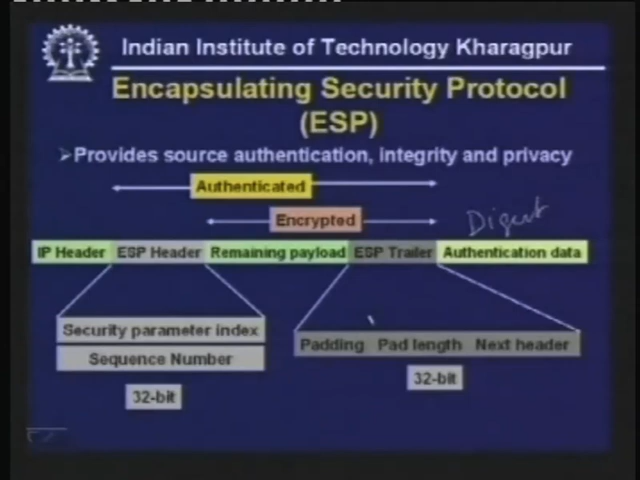 Indian Institute of Technology Kharagpur
Encapsulating Security Protocol
(ESP)
➢Provides source authentication, integrity and privacy
Authenticated
Encrypted
Digest
IP Header ESP Header Remaining payload ESP Trailer Authentication data
Security parameter index
Sequence Number
32-bit
Padding Pad length Next header
32-bit